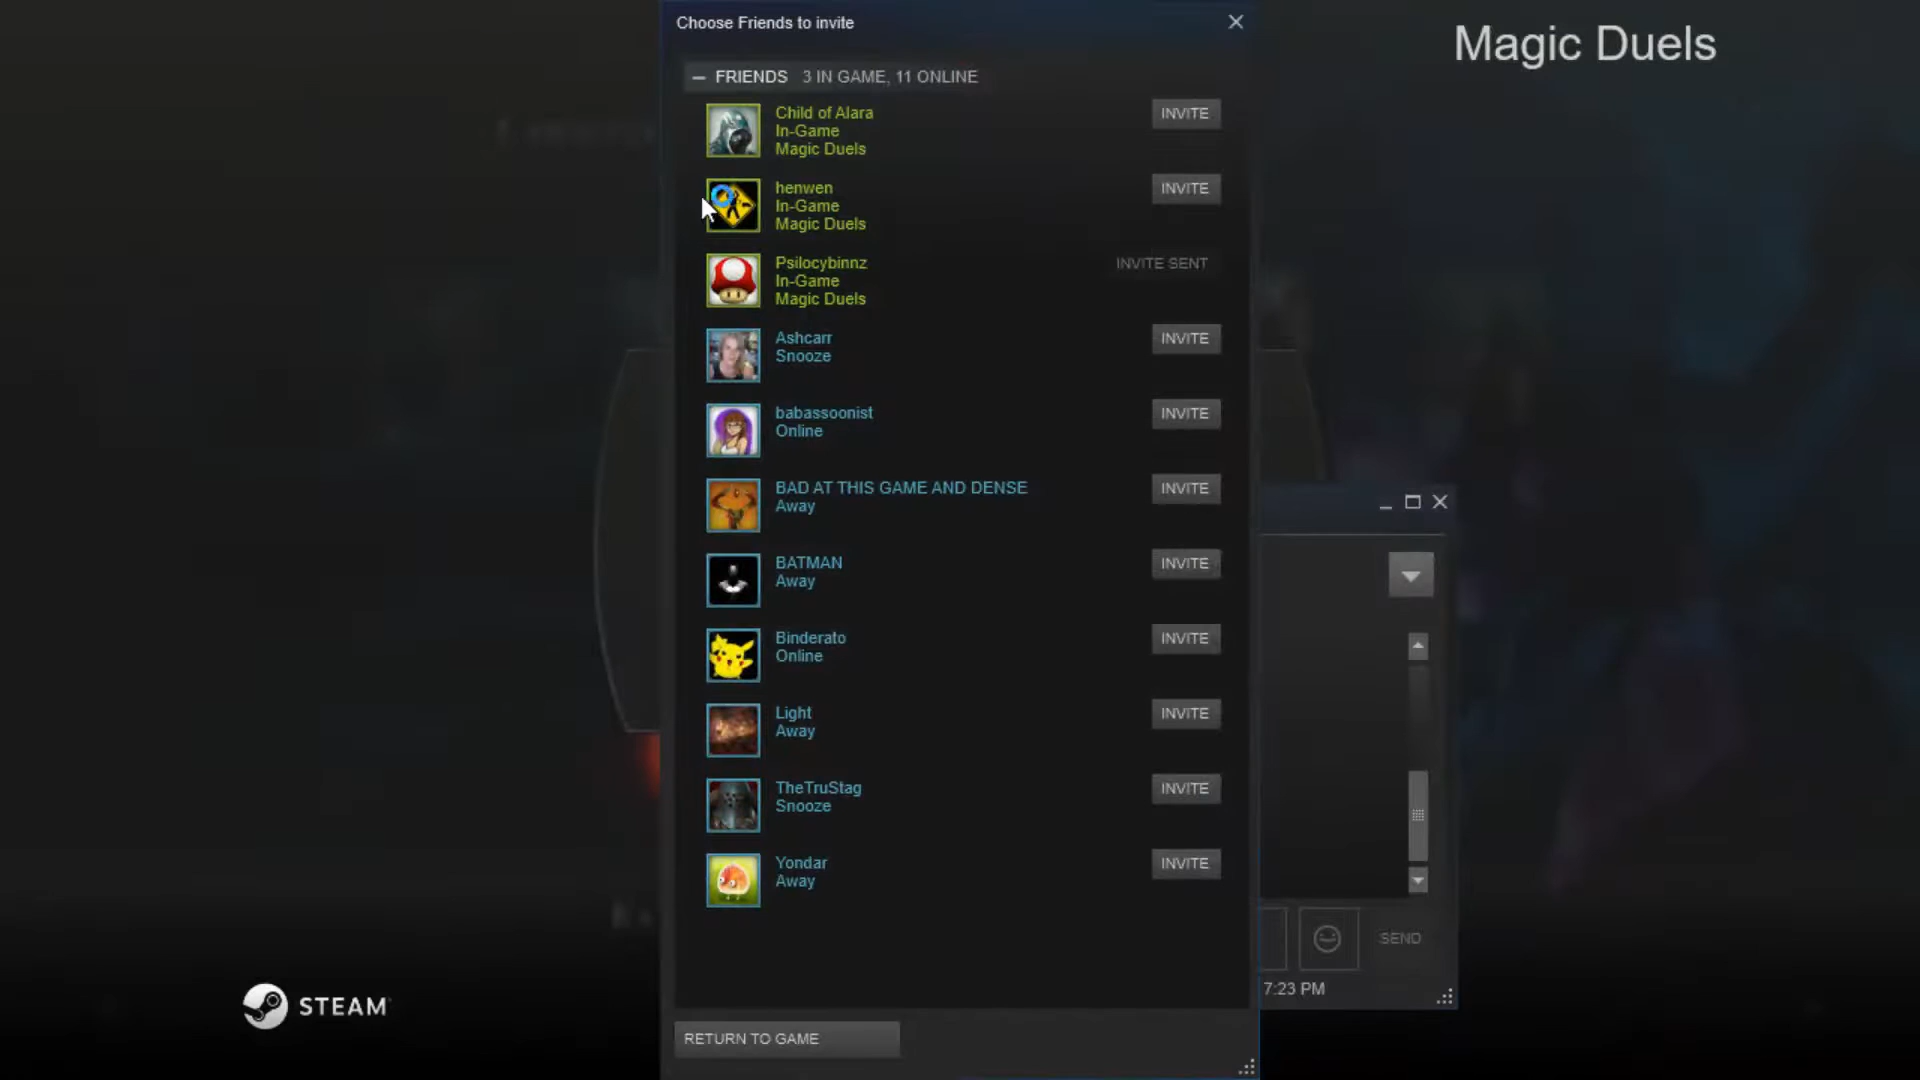 Choose Friends to invite
Magic Duels
FRIENDS 3 IN GAME, 11 ONLINE
Child of Alara
In-Game
Magic Duels
INVITE
henwen
In-Game
Magic Duels
INVITE
Psilocybinnz
In-Game
Magic Duels
INVITE SENT
Ashcarr
Snooze
INVITE
babassoonist
Online
INVITE
BAD AT THIS GAME AND DENSE
Away
INVITE
BATMAN
Away
INVITE
Binderato
Online
INVITE
Light
Away
INVITE
TheTruStag
Snooze
INVITE
Yondar
Away
INVITE
SEND
7:23 PM
STEAM
RETURN TO GAME